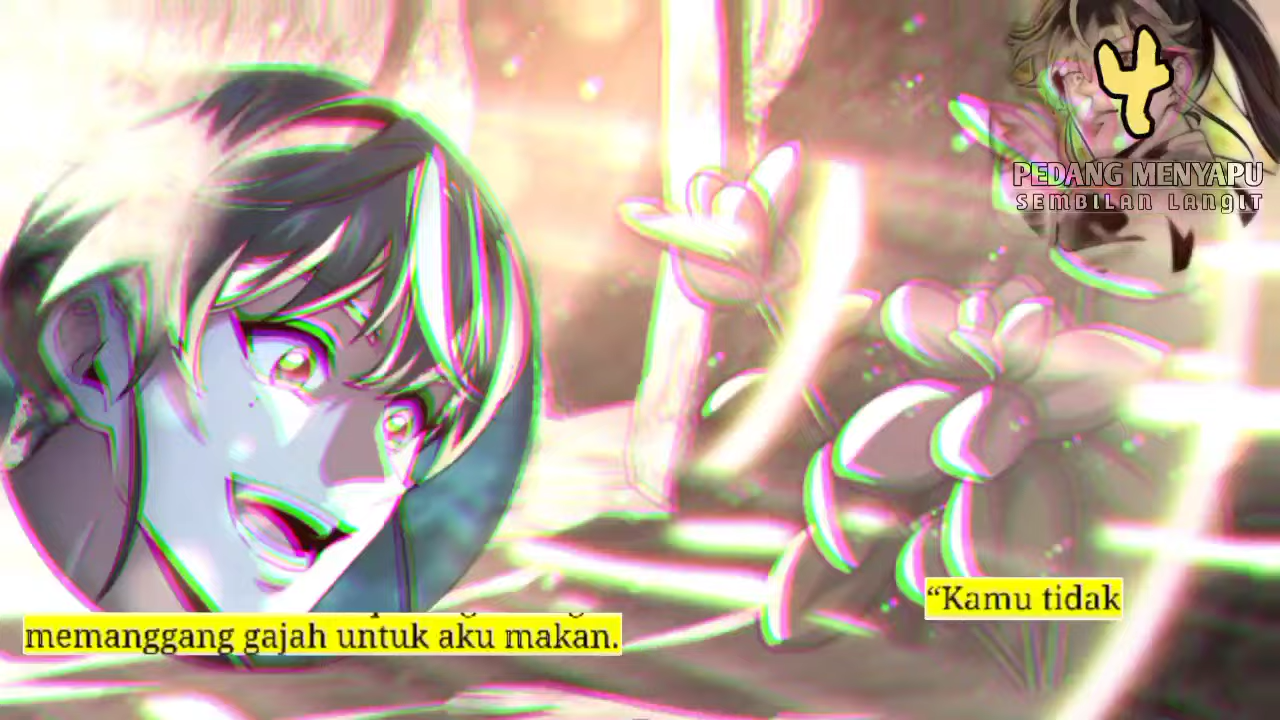 4
PEDANG MENYAPU
SEMBILAN LANGIT
“Kamu tidak
memanggang gajah untuk aku makan.